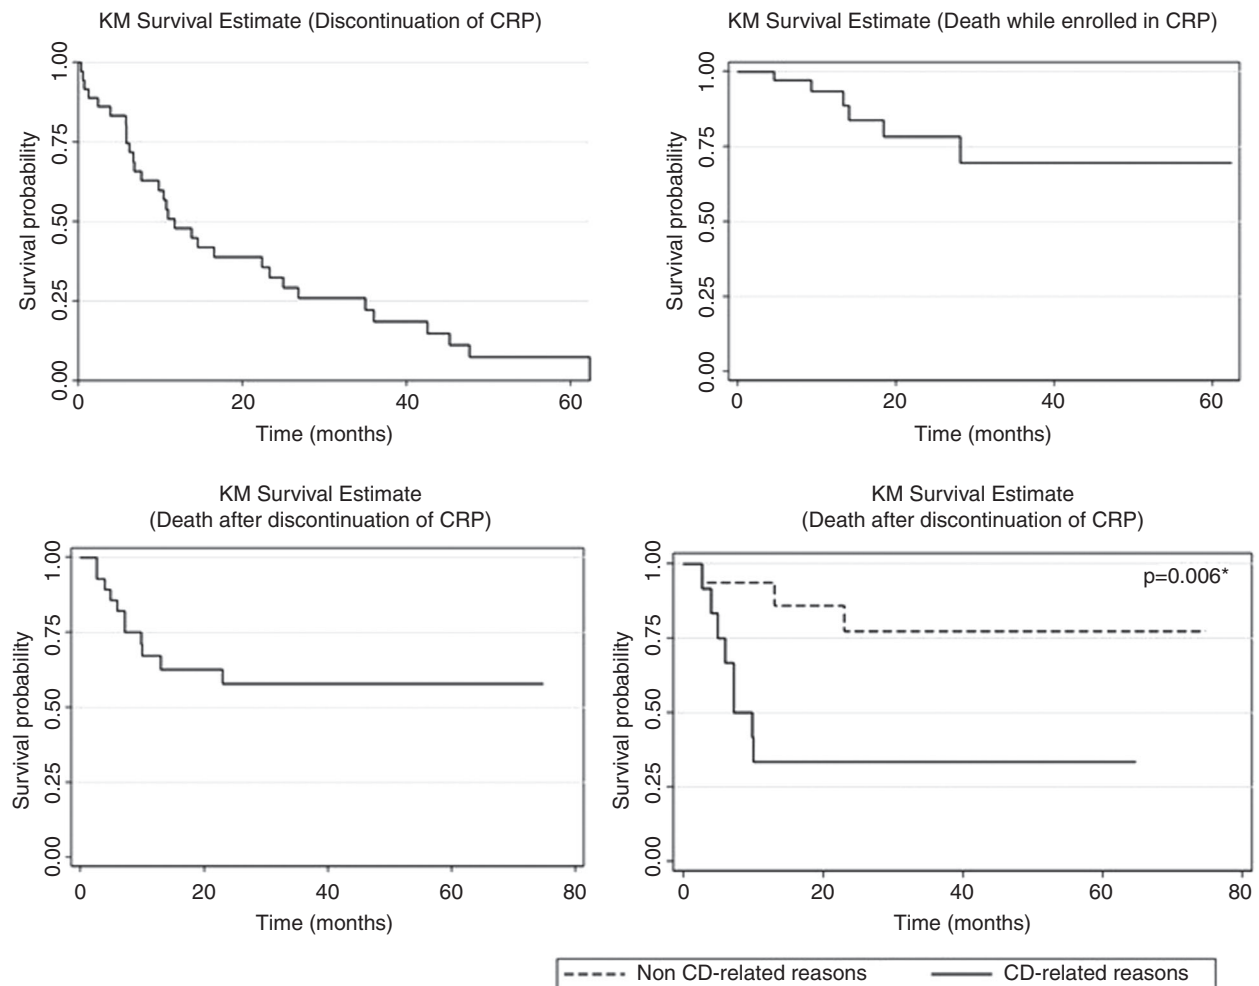 KM Survival Estimate (Discontinuation of CRP)
Survival probability
1.00
0.75
0.50
0.25
0.00
0 20 40 60
Time (months)
KM Survival Estimate (Death while enrolled in CRP)
Survival probability
1.00
0.75
0.50
0.25
0.00
0 20 40 60
Time (months)
KM Survival Estimate
(Death after discontinuation of CRP)
Survival probability
1.00
0.75
0.50
0.25
0.00
0 20 40 60 80
Time (months)
KM Survival Estimate
(Death after discontinuation of CRP)
p=0.006*
Survival probability
1.00
0.75
0.50
0.25
0.00
0 20 40 60 80
Time (months)
Non CD-related reasons CD-related reasons